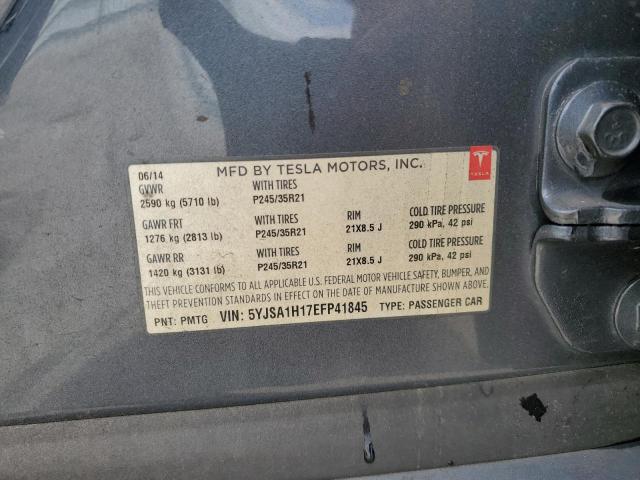 06/14 MFD BY TESLA MOTORS, INC.
TESLA
GVWR WITH TIRES
2590 kg (5710 lb) P245/35R21
GAWR FRT WITH TIRES RIM COLD TIRE PRESSURE
1276 kg (2813 lb) P245/35R21 21X8.5 J 290 kPa, 42 psi
GAWR RR WITH TIRES RIM COLD TIRE PRESSURE
1420 kg (3131 lb) P245/35R21 21X8.5 J 290 kPa, 42 psi
THIS VEHICLE CONFORMS TO ALL APPLICABLE U.S. FEDERAL MOTOR VEHICLE SAFETY, BUMPER, AND
THEFT PREVENTION STANDARDS IN EFFECT ON THE DATE OF MANUFACTURE SHOWN ABOVE.
PNT: PMTG VIN: 5YJSA1H17EFP41845 TYPE: PASSENGER CAR